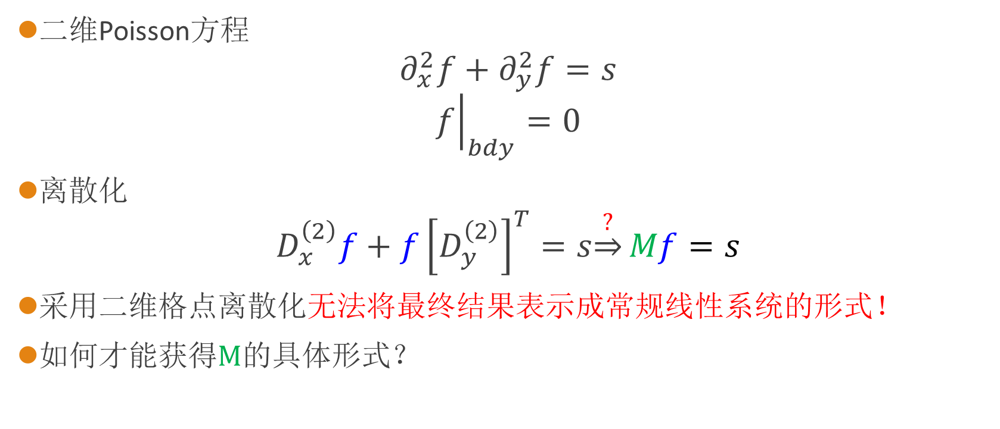 ●二维Poisson方程
$\partial_x^2 f + \partial_y^2 f = s$
$f\big|_{bdy} = 0$
●离散化
$D_x^{(2)} f + f \left[ D_y^{(2)} \right]^T = s \overset{?}{\Rightarrow} M f = s$
●采用二维格点离散化无法将最终结果表示成常规线性系统的形式！
●如何才能获得M的具体形式？